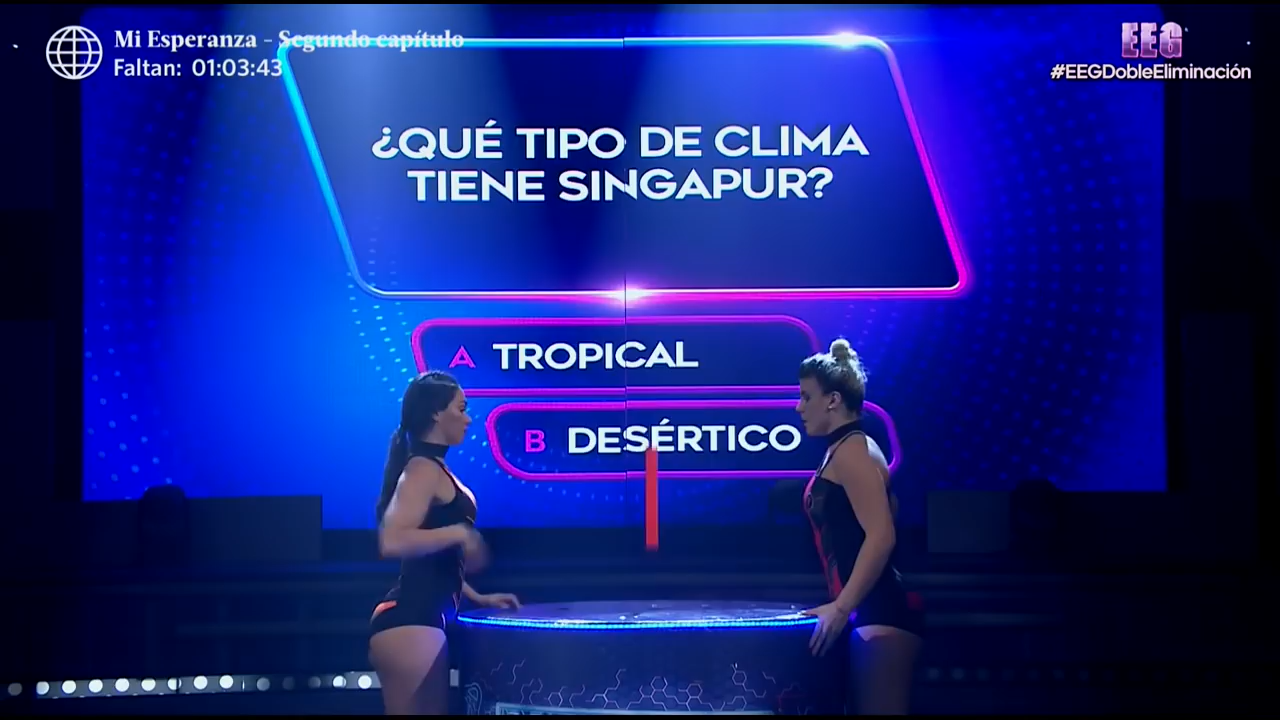 Mi Esperanza - Segundo capítulo
Faltan: 01:03:43
EEG
#EEGDobleEliminación
¿QUÉ TIPO DE CLIMA
TIENE SINGAPUR?
A TROPICAL
B DESÉRTICO